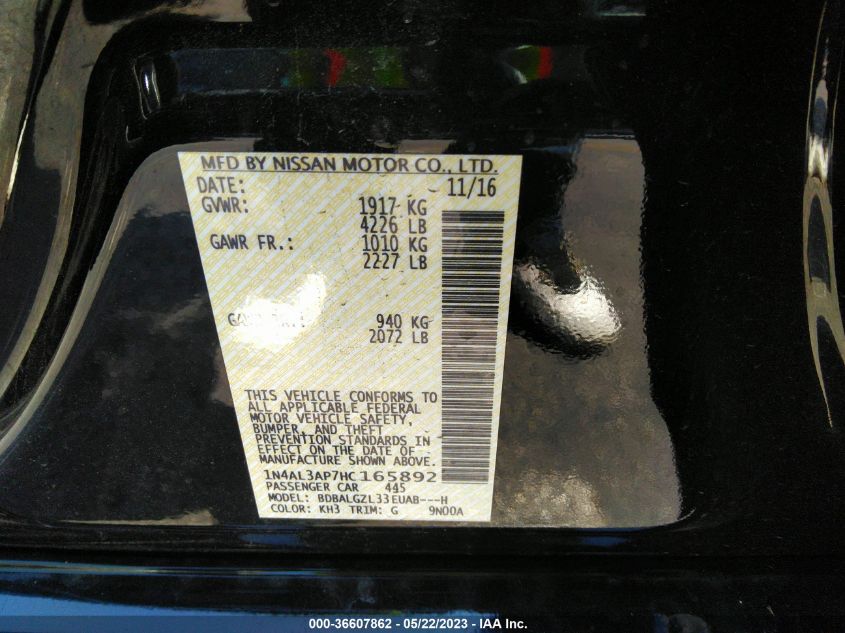 MFD BY NISSAN MOTOR CO., LTD.
DATE: 11/16
GVWR: 1917 KG
4226 LB
GAWR FR.: 1010 KG
2227 LB
940 KG
2072 LB
THIS VEHICLE CONFORMS TO
ALL APPLICABLE FEDERAL
MOTOR VEHICLE SAFETY,
BUMPER, AND THEFT
PREVENTION STANDARDS IN
EFFECT ON THE DATE OF
MANUFACTURE SHOWN ABOVE.
1N4AL3AP7HC165892
PASSENGER CAR 445
MODEL: BDBALGZL33EUAB---H
COLOR: KH3 TRIM: G 9N00A
000-36607862 - 05/22/2023 - IAA Inc.